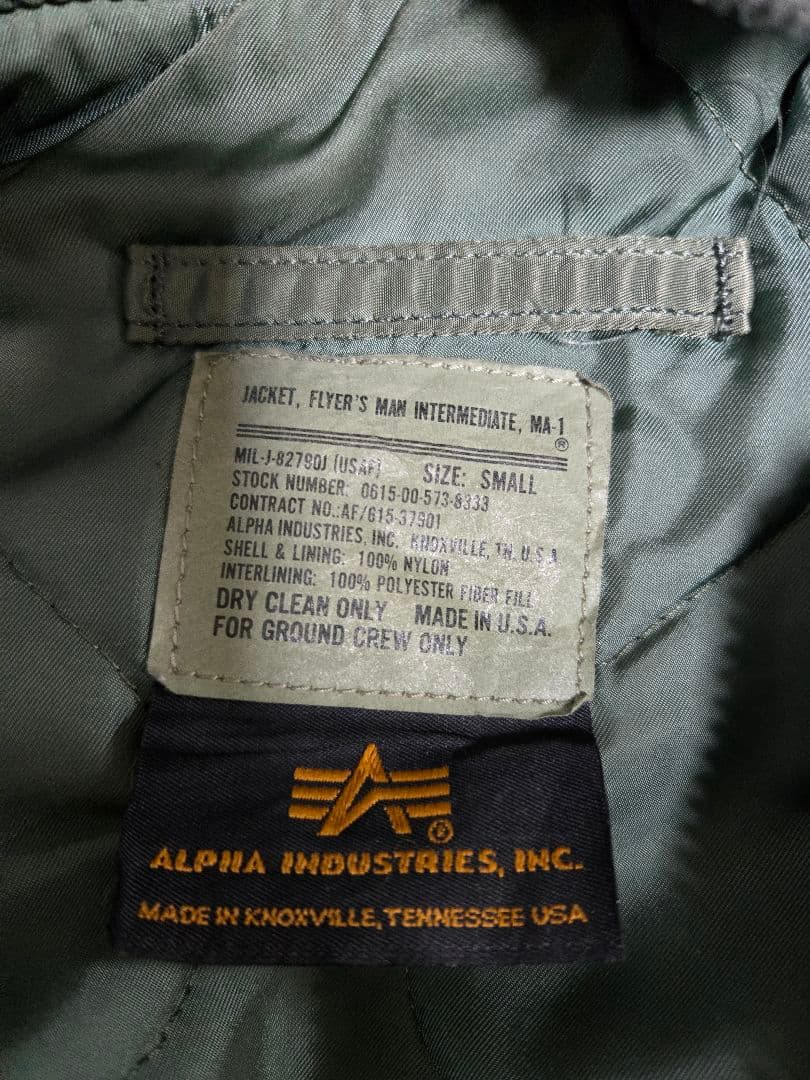 JACKET, FLYER'S MAN INTERMEDIATE, MA-1
®
MIL-J-82790J (USAF) SIZE: SMALL
STOCK NUMBER: 0615-00-573-8333
CONTRACT NO.:AF/615-37901
ALPHA INDUSTRIES, INC. KNOXVILLE, TN. U.S.A
SHELL & LINING: 100% NYLON
INTERLINING: 100% POLYESTER FIBER FILL
DRY CLEAN ONLY MADE IN U.S.A.
FOR GROUND CREW ONLY
®
ALPHA INDUSTRIES, INC.
MADE IN KNOXVILLE, TENNESSEE USA